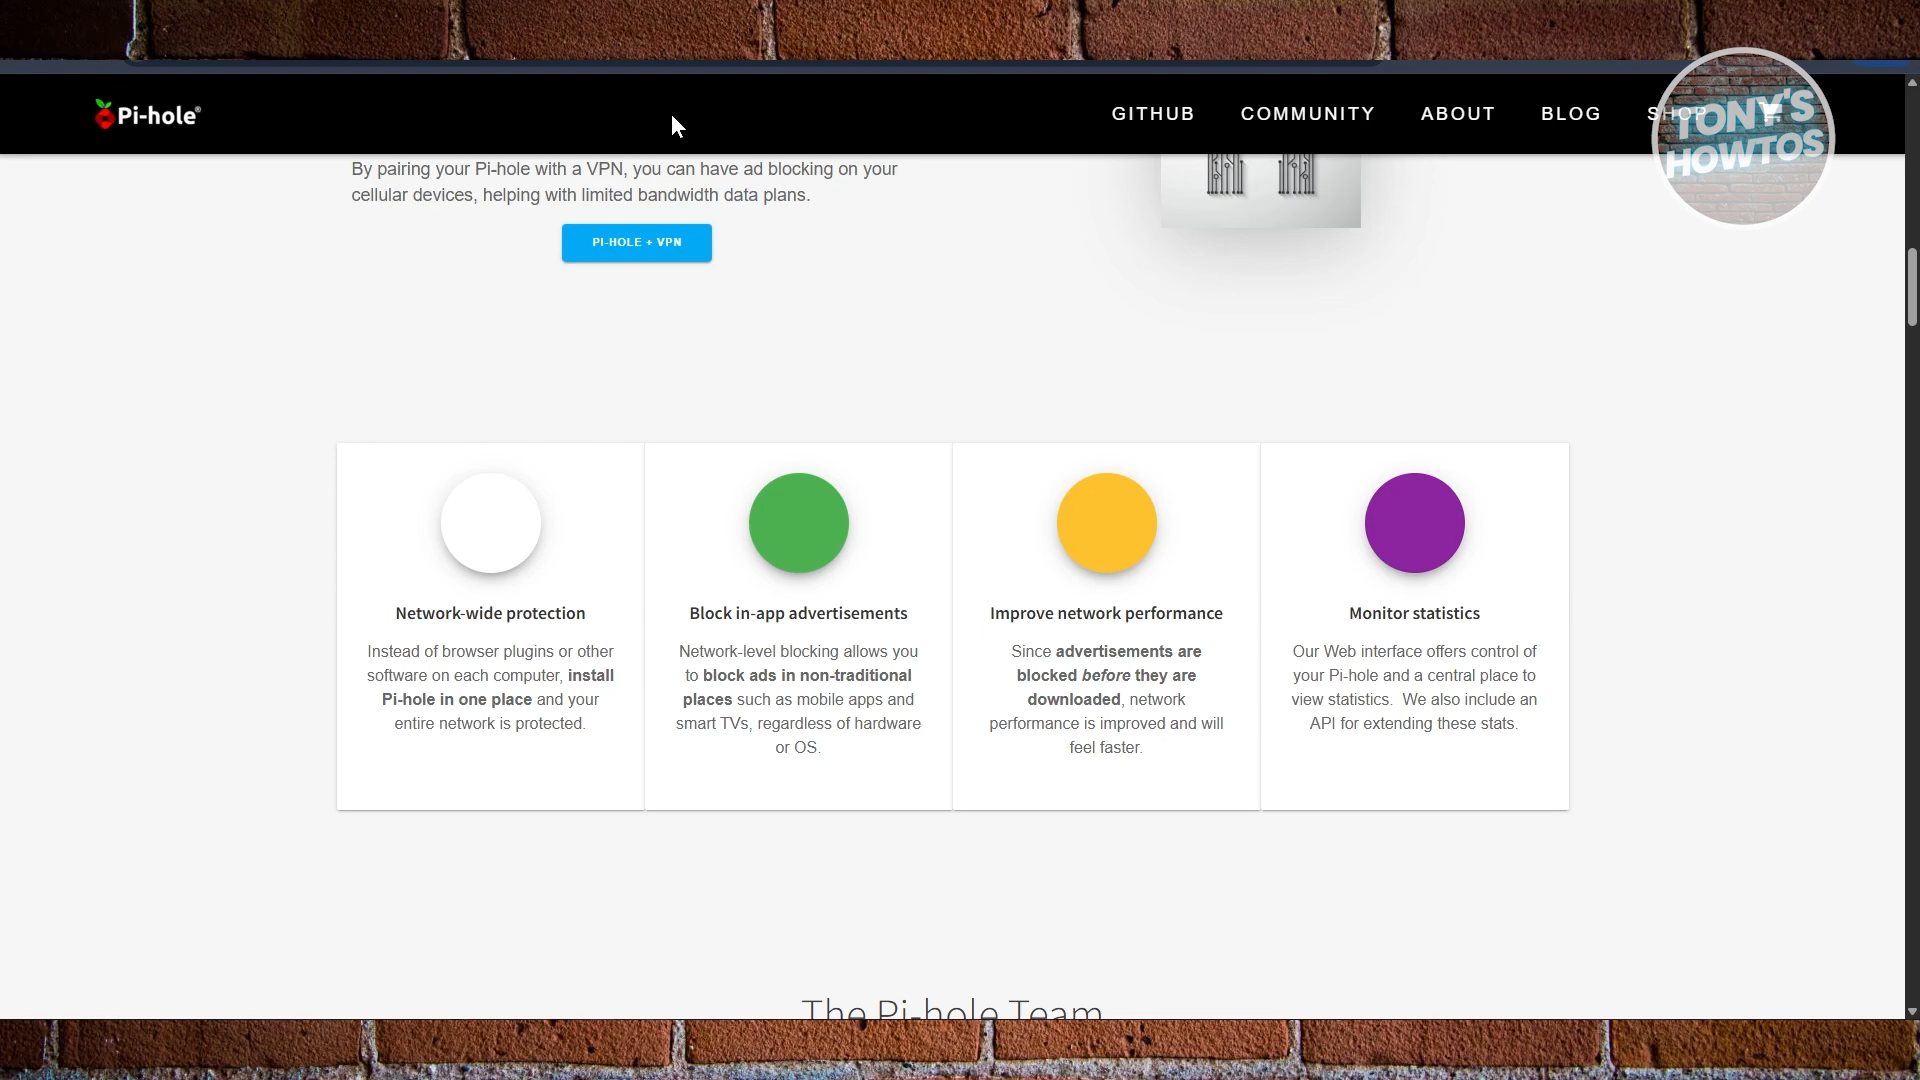 Pi-hole®
GITHUB COMMUNITY ABOUT BLOG SHOP
TONY'S
HOWTOS
By pairing your Pi-hole with a VPN, you can have ad blocking on your
cellular devices, helping with limited bandwidth data plans.
PI-HOLE + VPN
Network-wide protection
Instead of browser plugins or other
software on each computer, install
Pi-hole in one place and your
entire network is protected.
Block in-app advertisements
Network-level blocking allows you
to block ads in non-traditional
places such as mobile apps and
smart TVs, regardless of hardware
or OS.
Improve network performance
Since advertisements are
blocked before they are
downloaded, network
performance is improved and will
feel faster.
Monitor statistics
Our Web interface offers control of
your Pi-hole and a central place to
view statistics. We also include an
API for extending these stats.
The Pi-hole Team